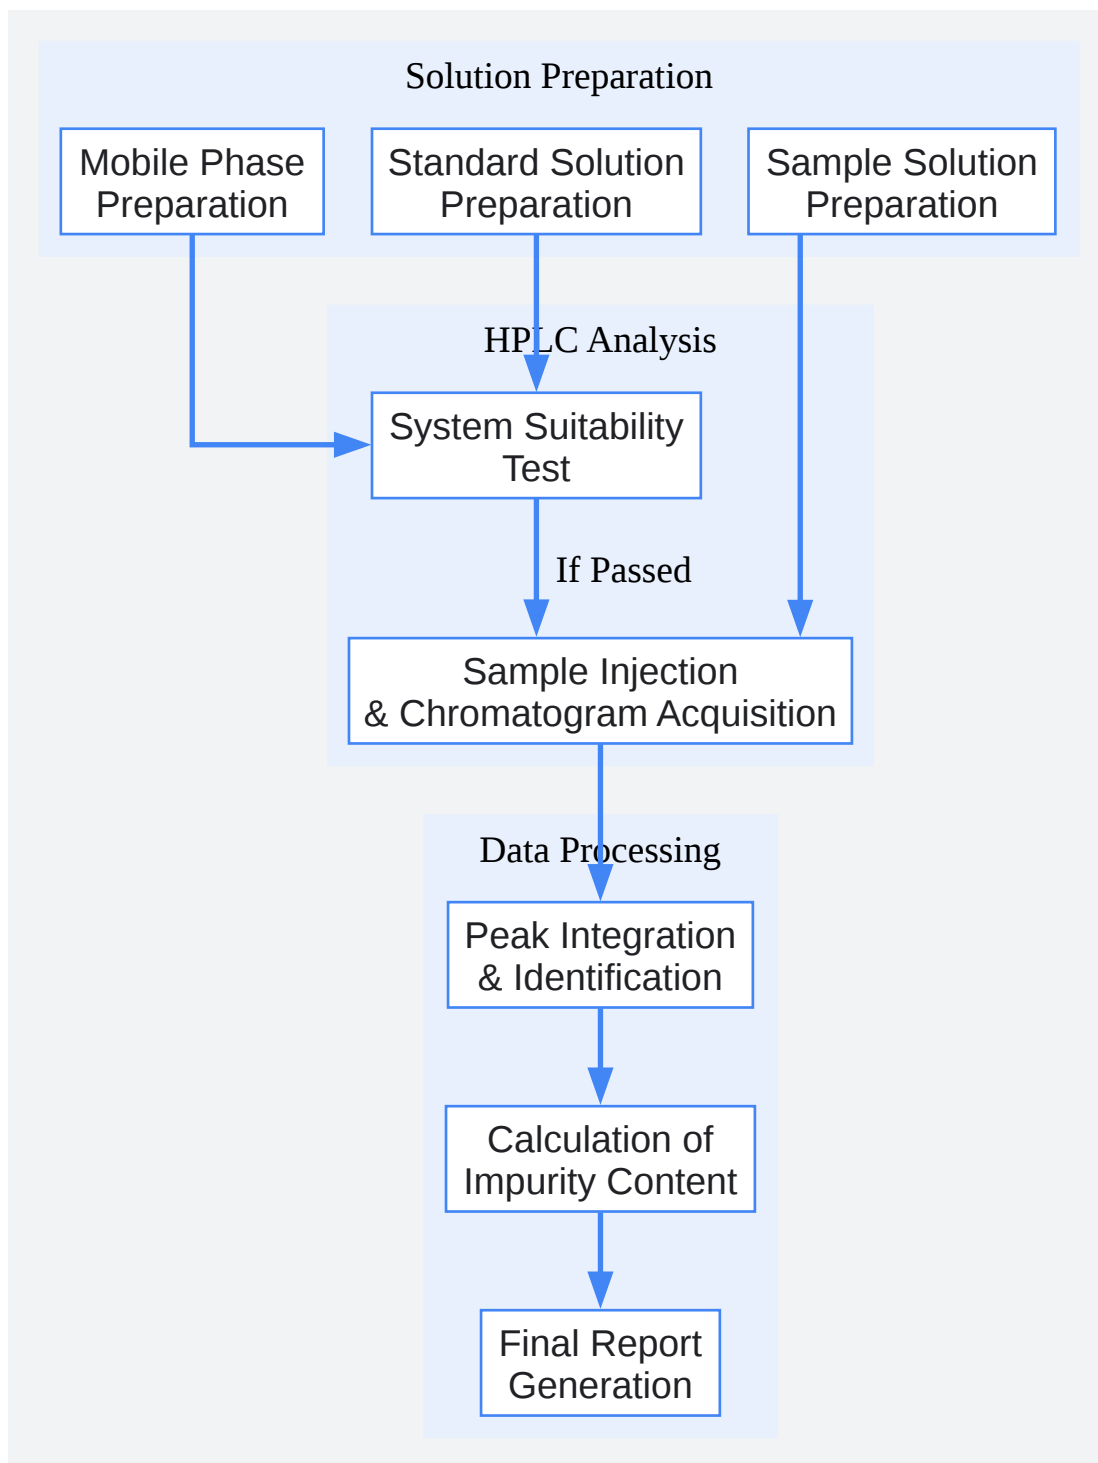 Solution Preparation
Mobile Phase
Preparation
Standard Solution
Preparation
Sample Solution
Preparation
HPLC Analysis
System Suitability
Test
If Passed
Sample Injection
& Chromatogram Acquisition
Data Processing
Peak Integration
& Identification
Calculation of
Impurity Content
Final Report
Generation